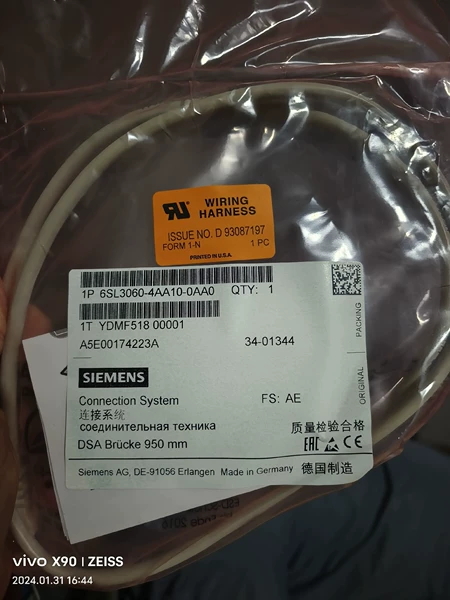 WIRING
HARNESS
ISSUE NO. D 93087197
FORM 1-N 1 PC
PRINTED IN U.S.A.
1P 6SL3060-4AA10-0AA0 QTY: 1
1T YDMF518 00001
A5E00174223A 34-01344
ORIGINAL PACKING
SIEMENS
Connection System FS: AE
连接系统
соединительная техника 质量检验合格
DSA Brücke 950 mm EAC CE
Siemens AG, DE-91056 Erlangen Made in Germany 德国制造
vivo X90 | ZEISS
2024.01.31 16:44